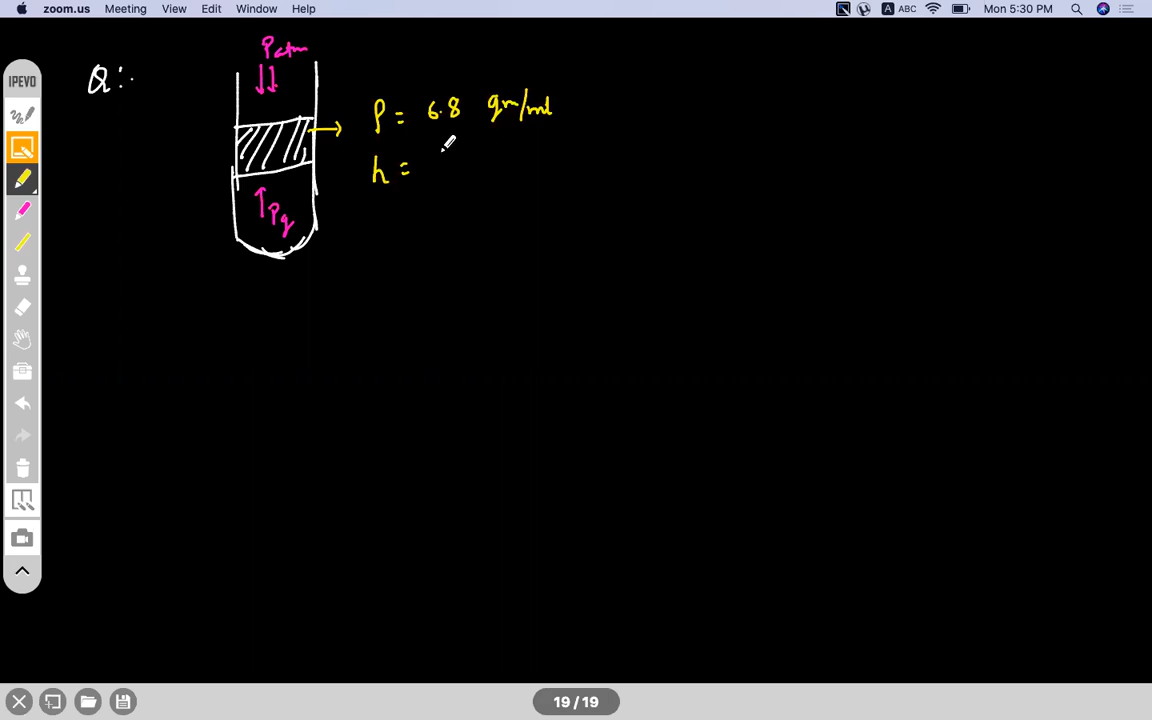 zoom.us Meeting View Edit Window Help A ABC Mon 5:30 PM
IPEVO
Q:-
Patm
ρ = 6.8 gm/ml
h =
Pg
19 / 19